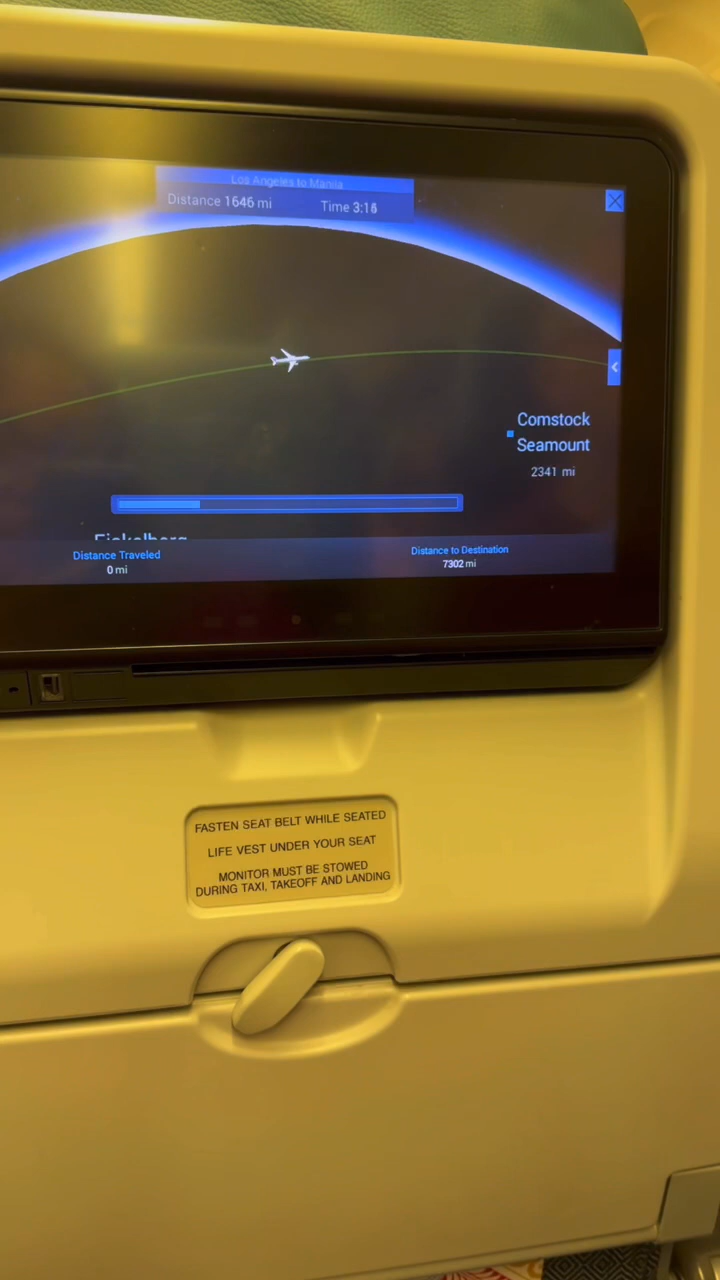 Los Angeles to Manila
Distance 1646 mi Time 3:16
Comstock
Seamount
2341 mi
Distance Traveled
0 mi
Distance to Destination
7302 mi
FASTEN SEAT BELT WHILE SEATED
LIFE VEST UNDER YOUR SEAT
MONITOR MUST BE STOWED
DURING TAXI, TAKEOFF AND LANDING